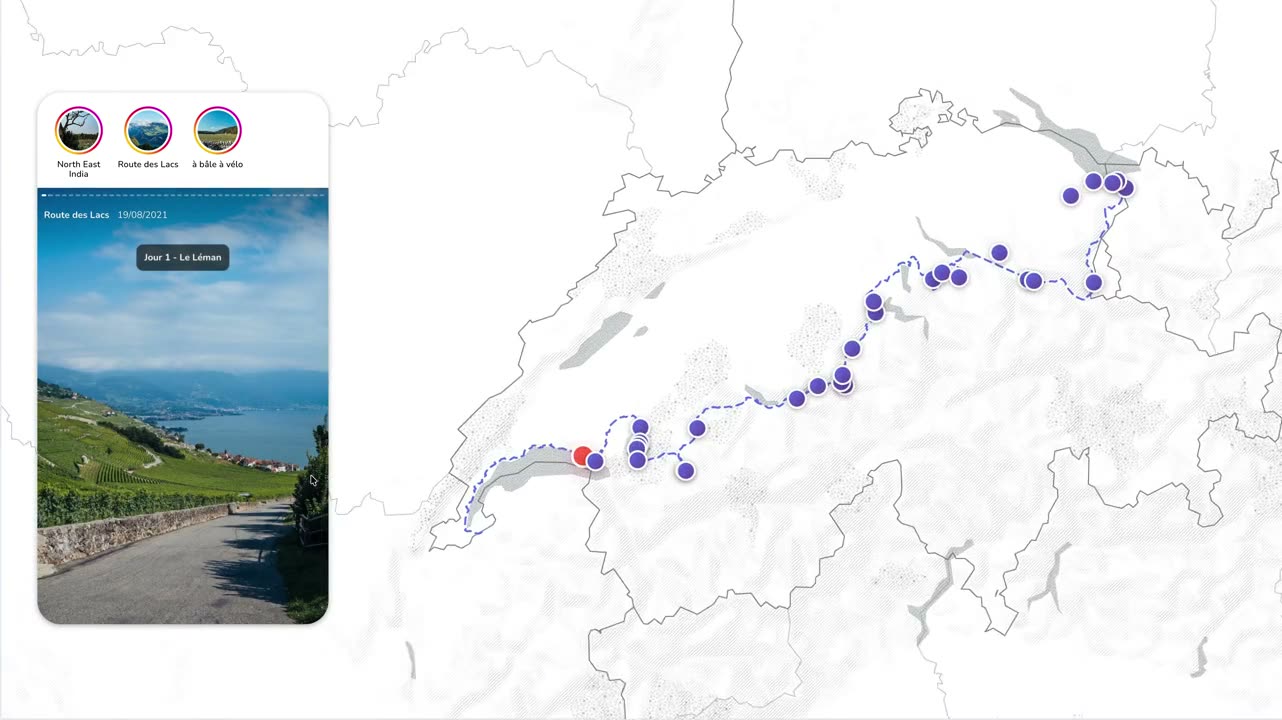 North East
India
Route des Lacs
à bâle à vélo
Route des Lacs 19/08/2021
Jour 1 - Le Léman